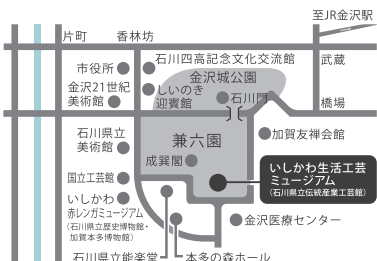 至JR金沢駅
片町
香林坊
武蔵
石川四高記念文化交流館
市役所
金沢城公園
金沢21世紀
美術館
しいのき
迎賓館
石川門
橋場
石川県立
美術館
兼六園
加賀友禅会館
成巽閣
国立工芸館
いしかわ生活工芸
ミュージアム
(石川県立伝統産業工芸館)
いしかわ
赤レンガミュージアム
(石川県立歴史博物館・
加賀本多博物館)
金沢医療センター
石川県立能楽堂
本多の森ホール